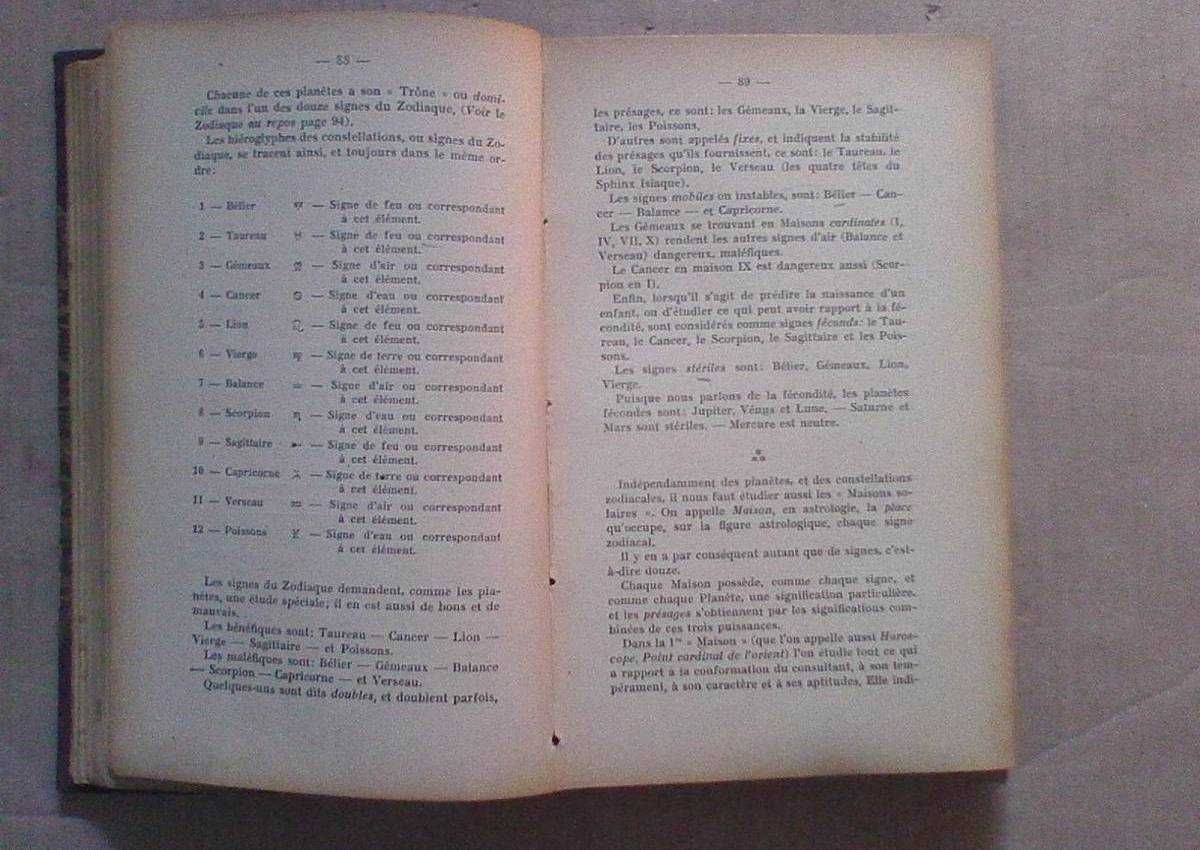 — 88 —
Chacune de ces planètes a son « Trône » ou domi-
cile dans l'un des douze signes du Zodiaque, (Voir le
Zodiaque au repos page 94).
Les hiéroglyphes des constellations, ou signes du Zo-
diaque, se tracent ainsi, et toujours dans le même or-
dre:
1 — Bélier ♈ — Signe de feu ou correspondant
à cet élément.
2 — Taureau ♉ — Signe de feu ou correspondant
à cet élément.
3 — Gémeaux ♊ — Signe d'air ou correspondant
à cet élément.
4 — Cancer ♋ — Signe d'eau ou correspondant
à cet élément.
5 — Lion ♌ — Signe de feu ou correspondant
à cet élément.
6 — Vierge ♍ — Signe de terre ou correspondant
à cet élément.
7 — Balance ♎ — Signe d'air ou correspondant
à cet élément.
8 — Scorpion ♏ — Signe d'eau ou correspondant
à cet élément.
9 — Sagittaire ♐ — Signe de feu ou correspondant
à cet élément.
10 — Capricorne ♑ — Signe de terre ou correspondant
à cet élément.
11 — Verseau ♒ — Signe d'air ou correspondant
à cet élément.
12 — Poissons ♓ — Signe d'eau ou correspondant
à cet élément.
Les signes du Zodiaque demandent, comme les pla-
nètes, une étude spéciale; il en est aussi de bons et de
mauvais.
Les bénéfiques sont: Taureau — Cancer — Lion —
Vierge — Sagittaire — et Poissons.
Les maléfiques sont: Bélier — Gémeaux — Balance
— Scorpion — Capricorne — et Verseau.
Quelques-uns sont dits doubles, et doublent parfois,
— 89 —
les présages, ce sont: les Gémeaux, la Vierge, le Sagit-
taire, les Poissons.
D'autres sont appelés fixes, et indiquent la stabilité
des présages qu'ils fournissent, ce sont: le Taureau, le
Lion, le Scorpion, le Verseau (les quatre têtes du
Sphinx Isiaque).
Les signes mobiles ou instables, sont: Bélier — Can-
cer — Balance — et Capricorne.
Les Gémeaux se trouvant en Maisons cardinales (I,
IV, VII, X) rendent les autres signes d'air (Balance et
Verseau) dangereux, maléfiques.
Le Cancer en maison IX est dangereux aussi (Scor-
pion en I).
Enfin, lorsqu'il s'agit de prédire la naissance d'un
enfant, ou d'étudier ce qui peut avoir rapport à la fé-
condité, sont considérés comme signes féconds: le Tau-
reau, le Cancer, le Scorpion, le Sagittaire et les Pois-
sons.
Les signes stériles sont: Bélier, Gémeaux, Lion,
Vierge.
Puisque nous parlons de la fécondité, les planètes
fécondes sont: Jupiter, Vénus et Lune. — Saturne et
Mars sont stériles. — Mercure est neutre.
⁂
Indépendamment des planètes, et des constellations
zodiacales, il nous faut étudier aussi les « Maisons so-
laires ». On appelle Maison, en astrologie, la place
qu'occupe, sur la figure astrologique, chaque signe
zodiacal.
Il y en a par conséquent autant que de signes, c'est-
à-dire douze.
Chaque Maison possède, comme chaque signe, et
comme chaque Planète, une signification particulière,
et les présages s'obtiennent par les significations com-
binées de ces trois puissances.
Dans la 1re « Maison » (que l'on appelle aussi Horos-
cope, Point cardinal de l'orient) l'on étudie tout ce qui
a rapport à la conformation du consultant, à son tem-
pérament, à son caractère et à ses aptitudes. Elle indi-